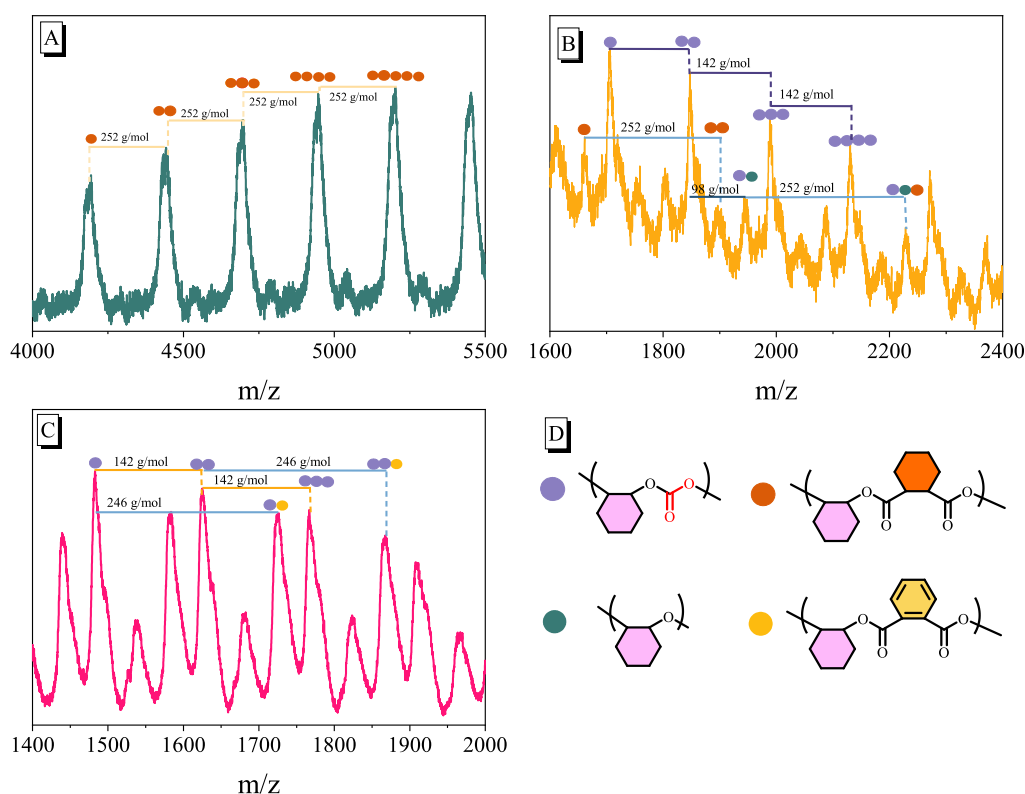 A
252 g/mol
252 g/mol
252 g/mol
252 g/mol
4000 4500 5000 5500
m/z
B
142 g/mol
142 g/mol
252 g/mol
98 g/mol
252 g/mol
1600 1800 2000 2200 2400
m/z
C
142 g/mol
246 g/mol
142 g/mol
246 g/mol
1400 1500 1600 1700 1800 1900 2000
m/z
D
O O
O
O O
O O
O
O O
O O